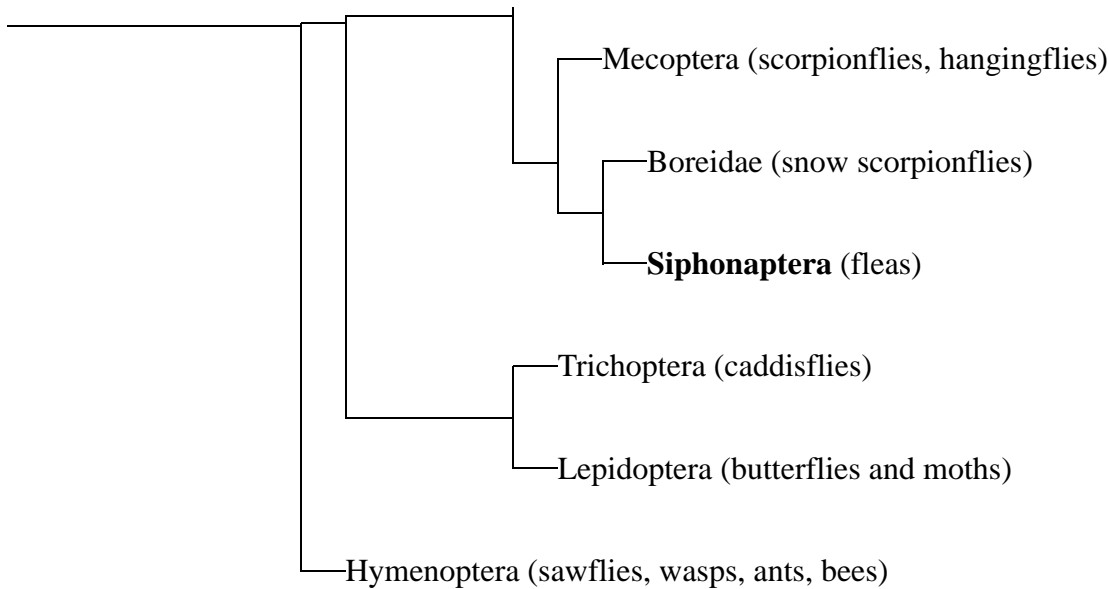 Mecoptera (scorpionflies, hangingflies)
Boreidae (snow scorpionflies)
Siphonaptera (fleas)
Trichoptera (caddisflies)
Lepidoptera (butterflies and moths)
Hymenoptera (sawflies, wasps, ants, bees)